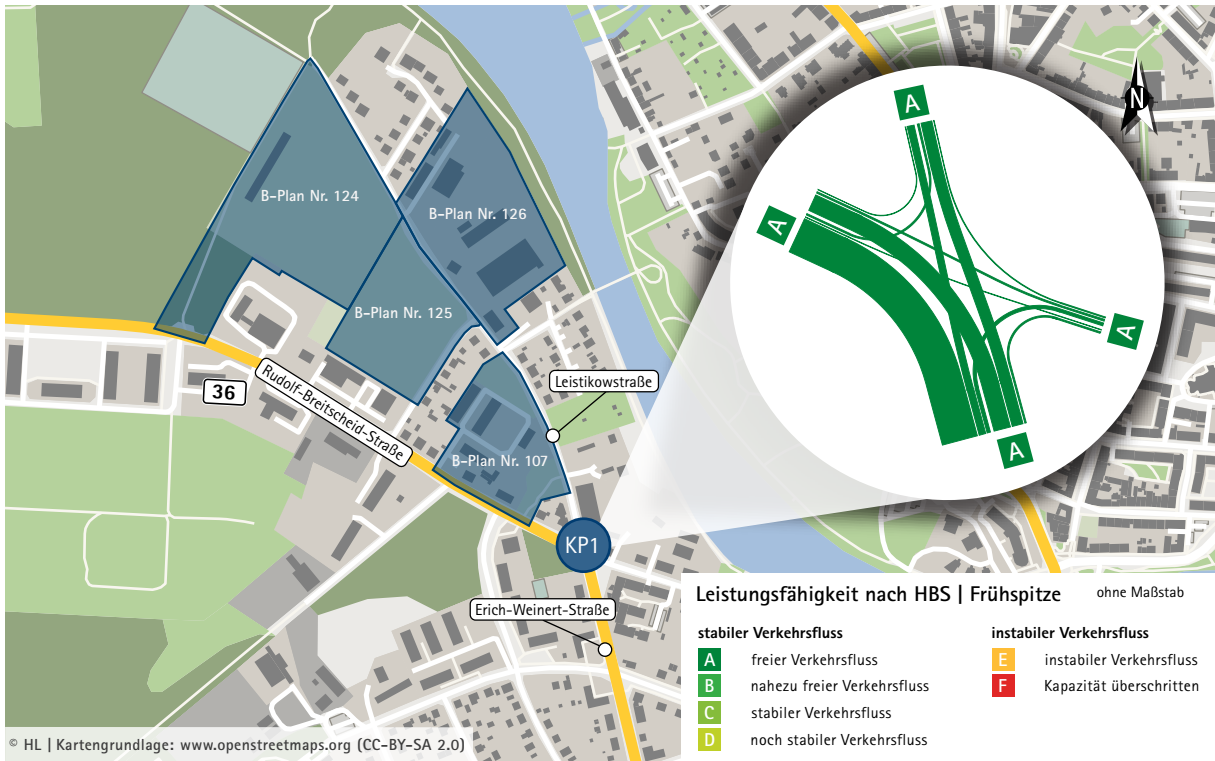 B-Plan Nr. 124
B-Plan Nr. 126
B-Plan Nr. 125
B-Plan Nr. 107
36
Rudolf-Breitscheid-Straße
Leistikowstraße
KP1
Erich-Weinert-Straße
A
A
A
A
N
Leistungsfähigkeit nach HBS | Frühspitze
ohne Maßstab
stabiler Verkehrsfluss
A freier Verkehrsfluss
B nahezu freier Verkehrsfluss
C stabiler Verkehrsfluss
D noch stabiler Verkehrsfluss
instabiler Verkehrsfluss
E instabiler Verkehrsfluss
F Kapazität überschritten
© HL | Kartengrundlage: www.openstreetmaps.org (CC-BY-SA 2.0)